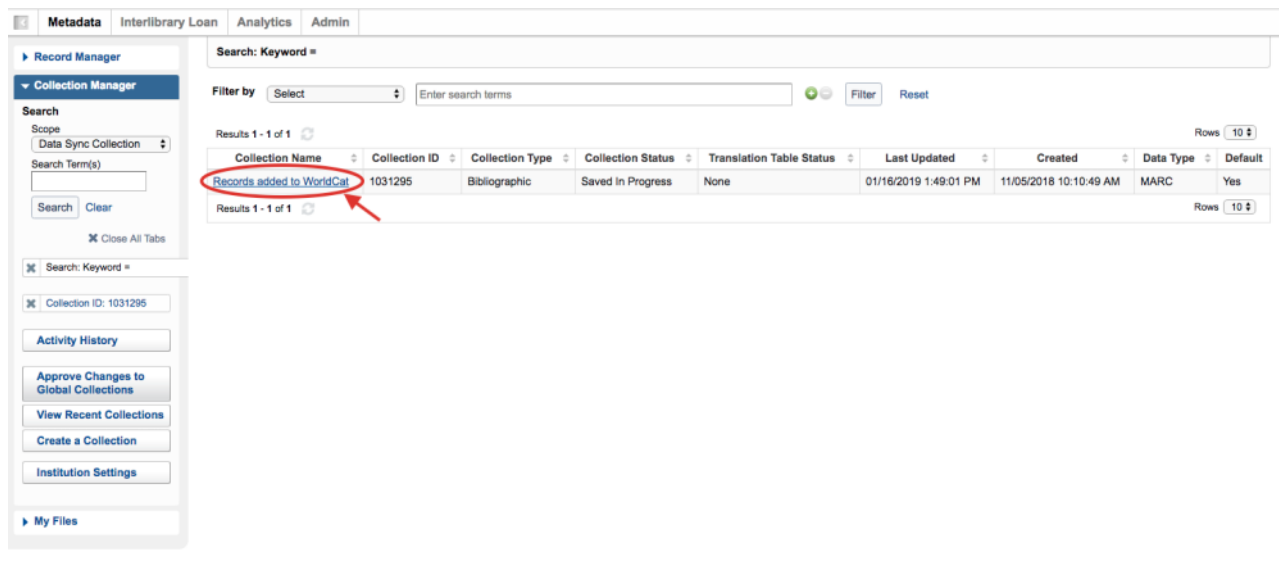 Metadata Interlibrary Loan Analytics Admin
Record Manager
Collection Manager
Search
Scope
Data Sync Collection
Search Term(s)
Search Clear
Close All Tabs
Search: Keyword =
Collection ID: 1031295
Activity History
Approve Changes to
Global Collections
View Recent Collections
Create a Collection
Institution Settings
My Files
Search: Keyword =
Filter by Select Enter search terms Filter Reset
Results 1 - 1 of 1 Rows 10
Collection Name Collection ID Collection Type Collection Status Translation Table Status Last Updated Created Data Type Default
Records added to WorldCat 1031295 Bibliographic Saved In Progress None 01/16/2019 1:49:01 PM 11/05/2018 10:10:49 AM MARC Yes
Results 1 - 1 of 1 Rows 10